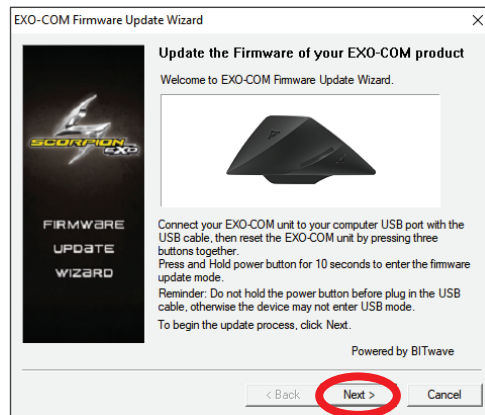 EXO-COM Firmware Update Wizard
Update the Firmware of your EXO-COM product
Welcome to EXO-COM Firmware Update Wizard.
SCORPION
EXO
FIRMWARE
UPDATE
WIZARD
Connect your EXO-COM unit to your computer USB port with the
USB cable, then reset the EXO-COM unit by pressing three
buttons together.
Press and Hold power button for 10 seconds to enter the firmware
update mode.
Reminder: Do not hold the power button before plug in the USB
cable, otherwise the device may not enter USB mode.
To begin the update process, click Next.
Powered by BITwave
< Back Next > Cancel